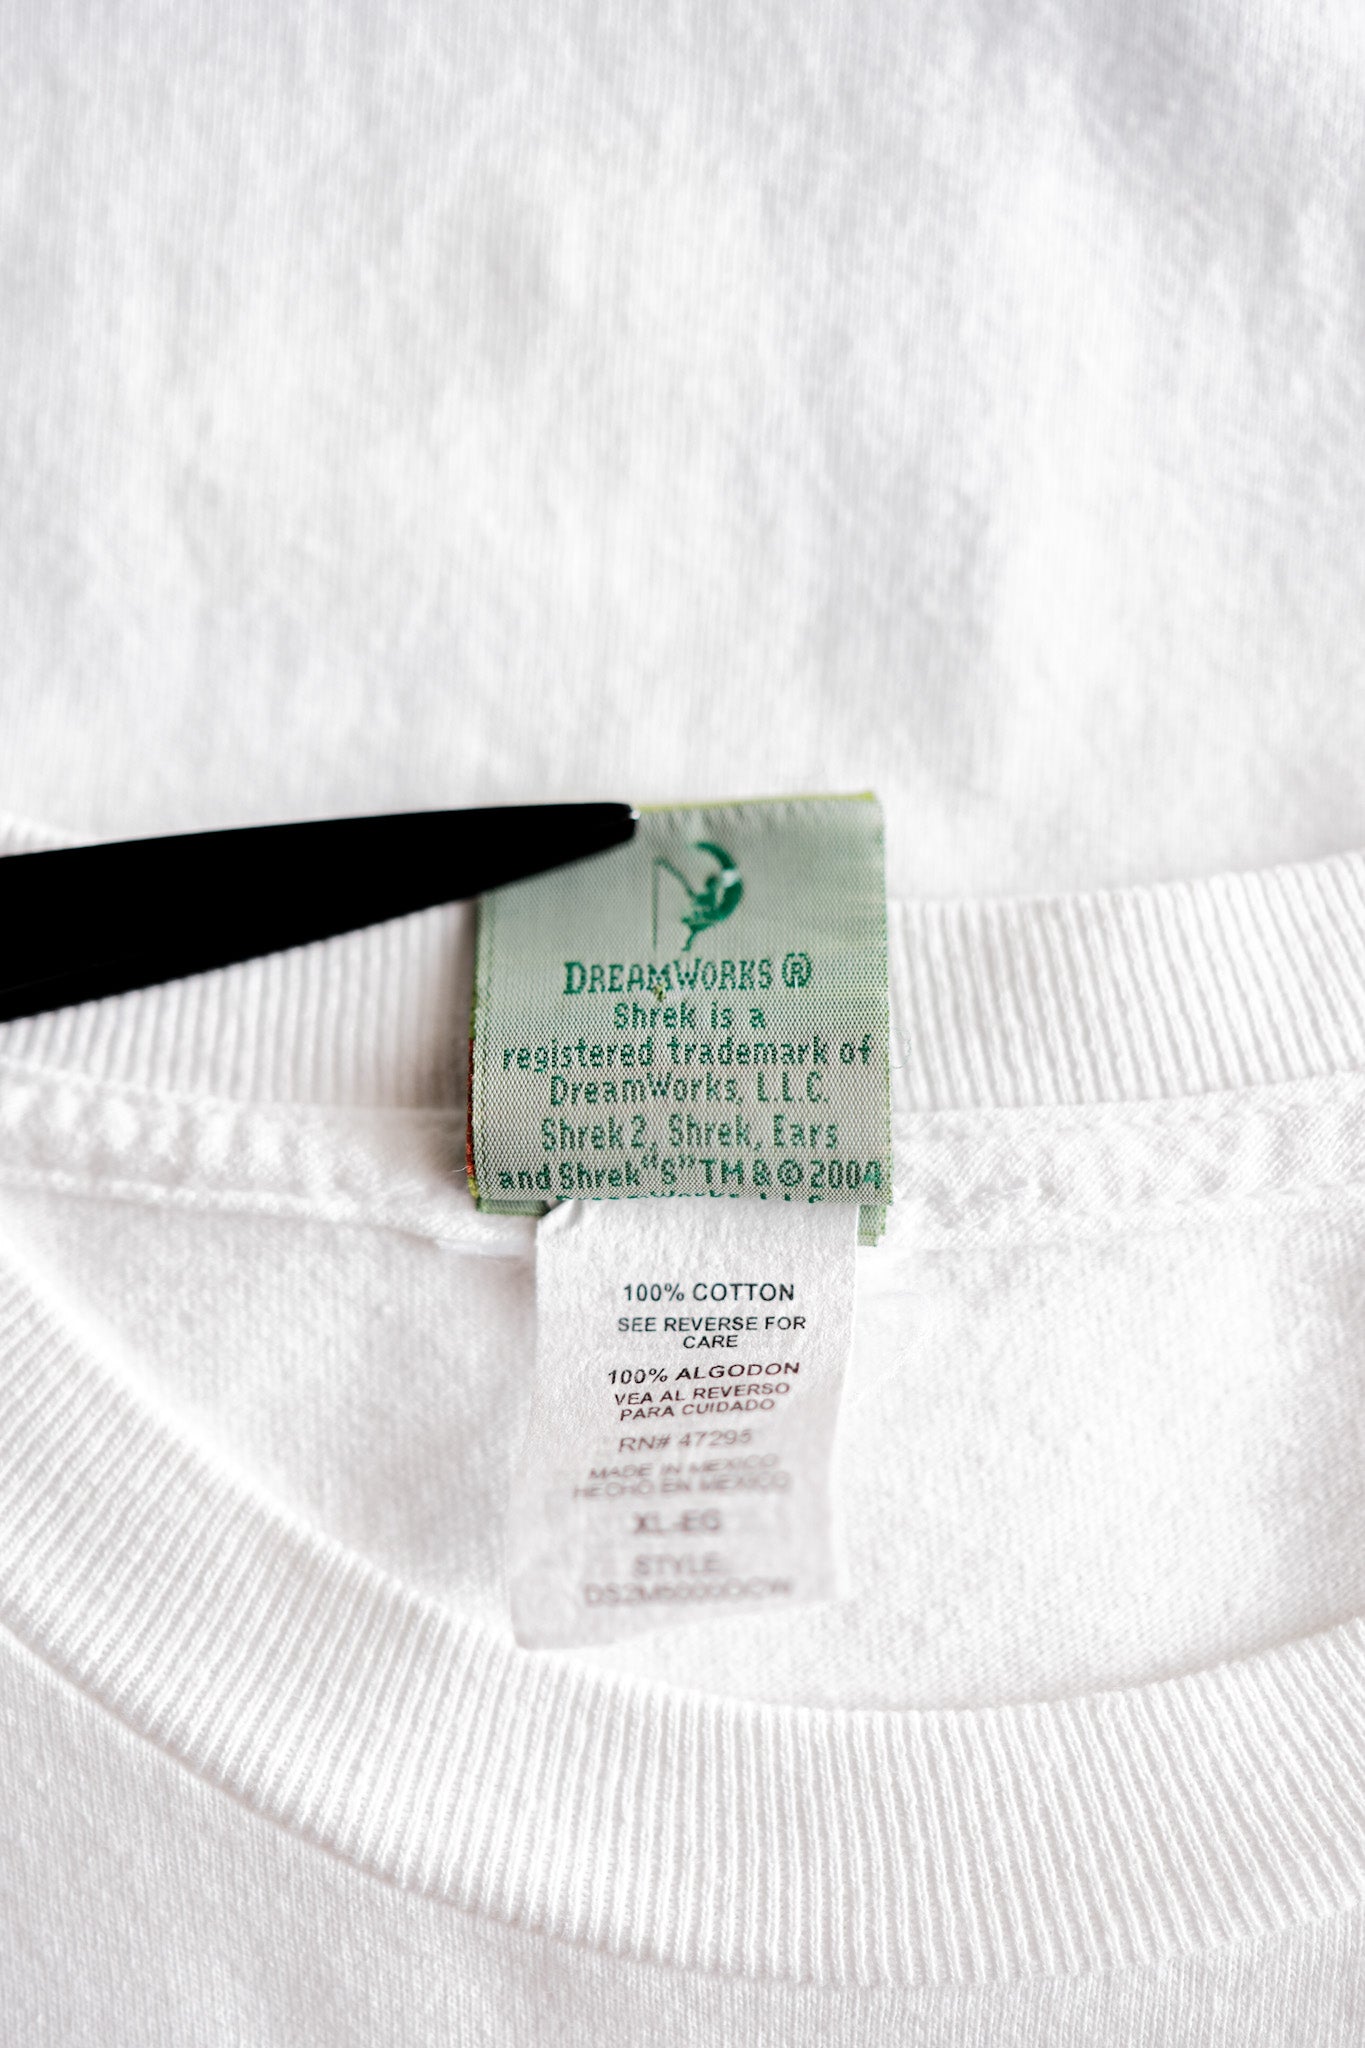 DREAMWORKS ®
Shrek is a
registered trademark of
DreamWorks, L.L.C.
Shrek 2, Shrek, Ears
and Shrek "S" TM & © 2004
DreamWorks L.L.C.
100% COTTON
SEE REVERSE FOR
CARE
100% ALGODON
VEA AL REVERSO
PARA CUIDADO
RN# 47295
MADE IN MEXICO
HECHO EN MEXICO
XL-EG
STYLE: